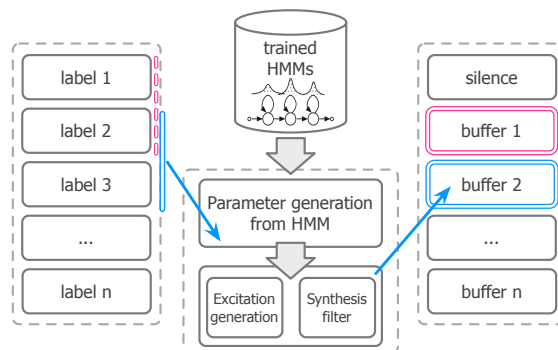 label 1
label 2
label 3
...
label n
trained
HMMs
Parameter generation
from HMM
Excitation
generation
Synthesis
filter
silence
buffer 1
buffer 2
...
buffer n